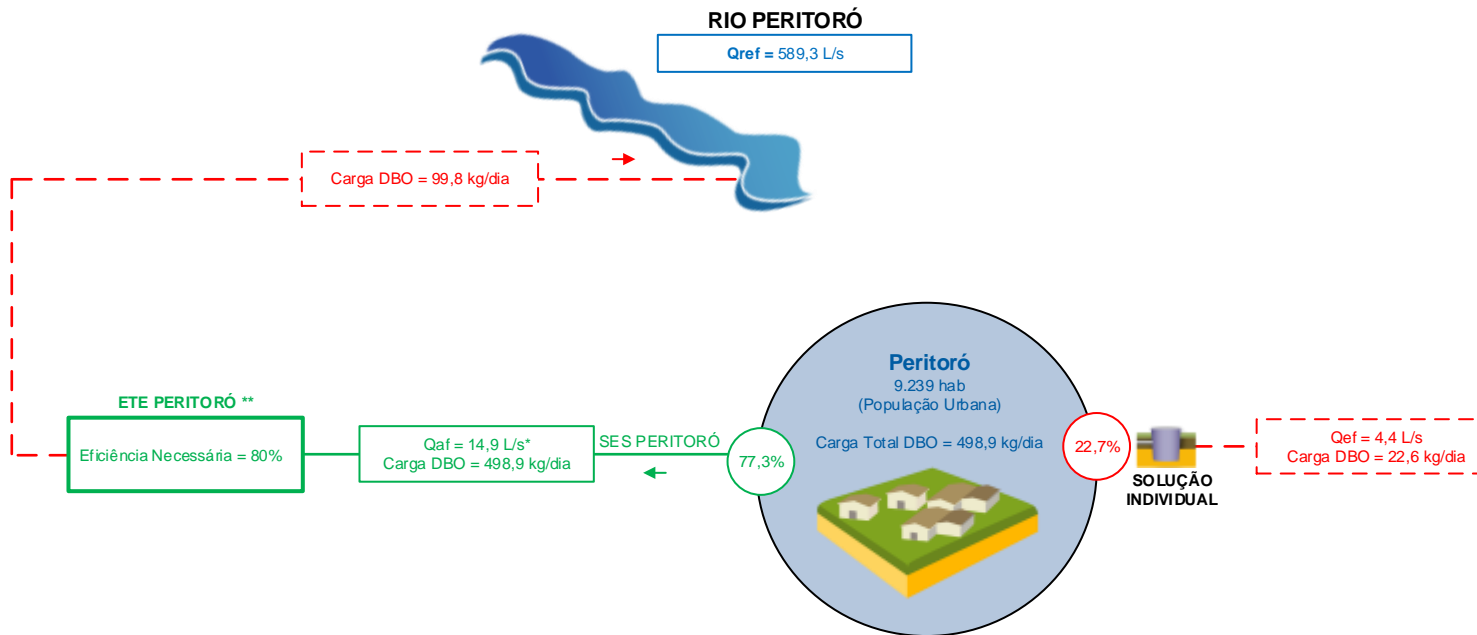 RIO PERITORÓ
Qref = 589,3 L/s
Carga DBO = 99,8 kg/dia
ETE PERITORÓ **
Eficiência Necessária = 80%
Qaf = 14,9 L/s*
Carga DBO = 498,9 kg/dia
SES PERITORÓ
77,3%
Peritoró
9.239 hab
(População Urbana)
Carga Total DBO = 498,9 kg/dia
22,7%
SOLUÇÃO
INDIVIDUAL
Qef = 4,4 L/s
Carga DBO = 22,6 kg/dia